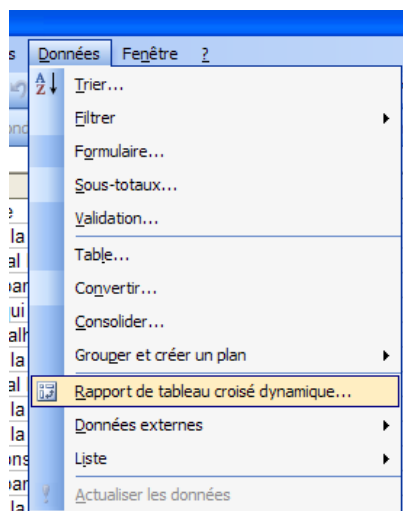 s Données Fenêtre ?
Trier...
Filtrer
Formulaire...
Sous-totaux...
Validation...
Table...
Convertir...
Consolider...
Grouper et créer un plan
Rapport de tableau croisé dynamique...
Données externes
Liste
Actualiser les données